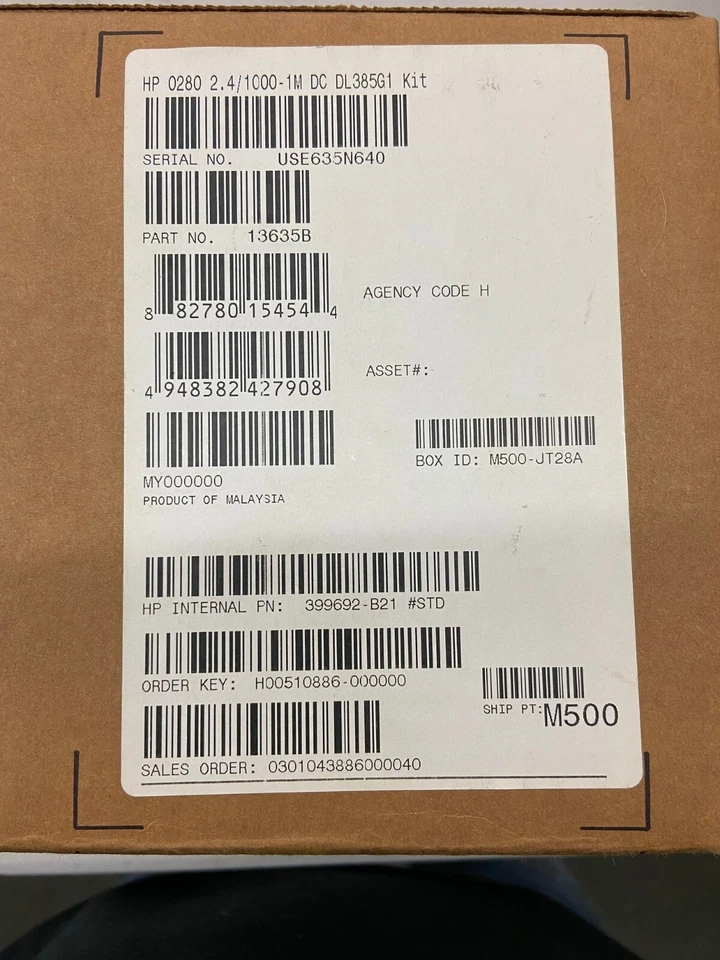 HP O280 2.4/1000-1M DC DL385G1 Kit
SERIAL NO. USE635N640
PART NO. 13635B
8 82780 15454 4
AGENCY CODE H
4 948382 427908
ASSET#:
MY000000
PRODUCT OF MALAYSIA
BOX ID: M500-JT28A
HP INTERNAL PN: 399692-B21 #STD
ORDER KEY: H00510886-000000
SALES ORDER: 0301043886000040
SHIP PT:M500